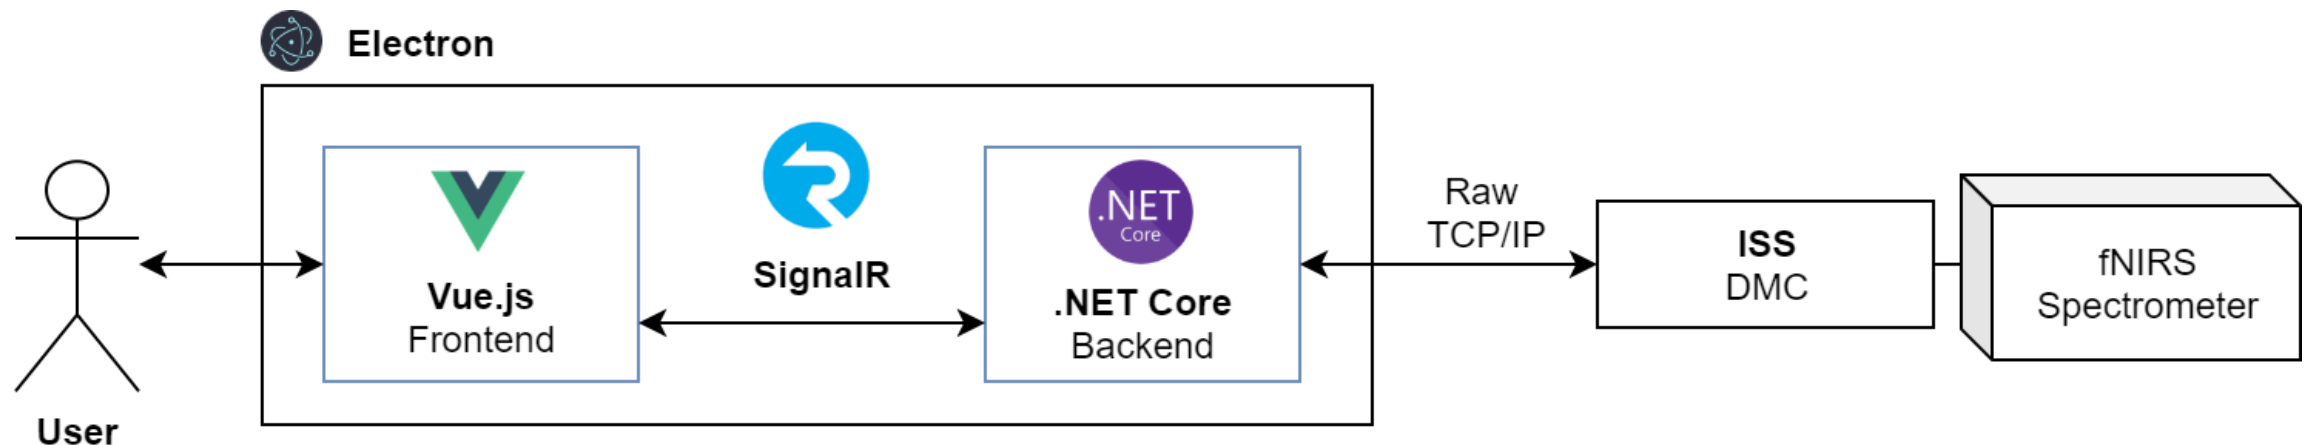 Electron
User
Vue.js
Frontend
SignalR
.NET
Core
.NET Core
Backend
Raw
TCP/IP
ISS
DMC
fNIRS
Spectrometer